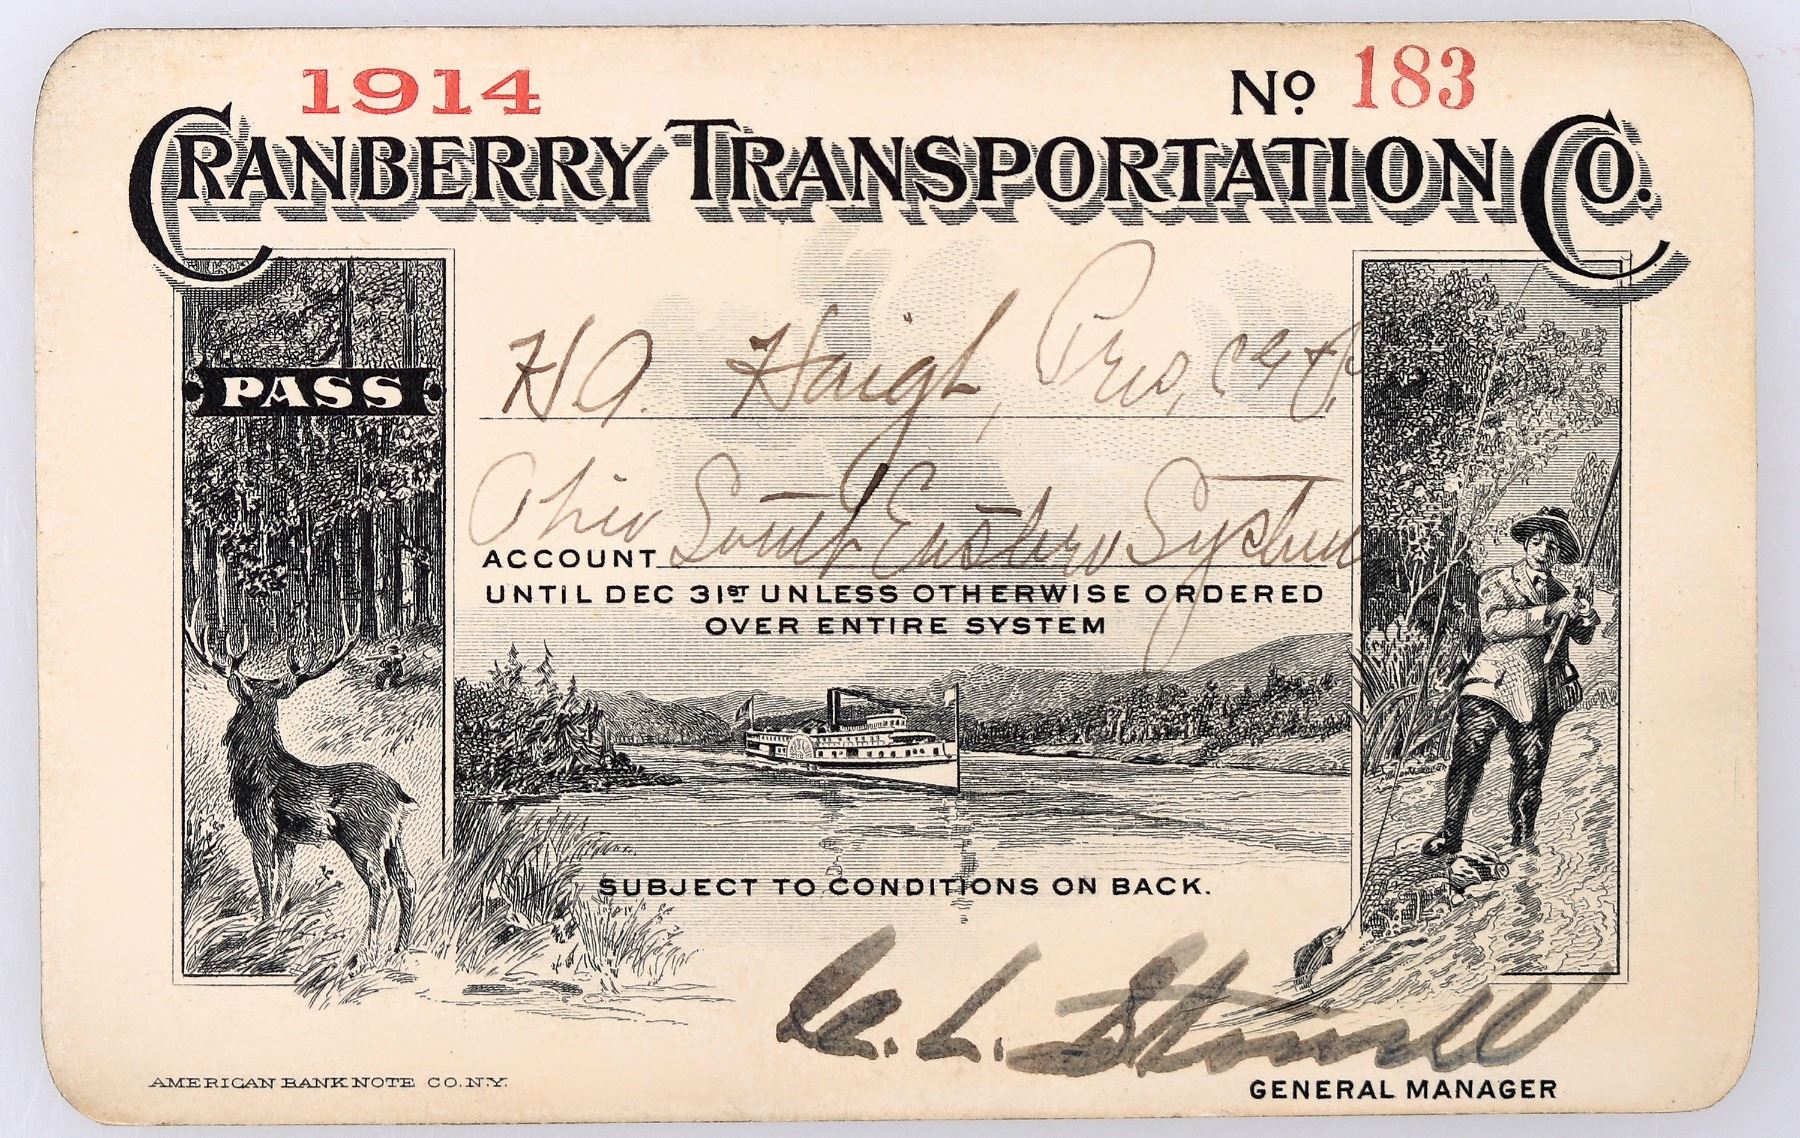 1914 No. 183
CRANBERRY TRANSPORTATION CO.
PASS
H Q. Haigh, Pres,
Ohio South Eastern System
ACCOUNT
UNTIL DEC 31ST UNLESS OTHERWISE ORDERED
OVER ENTIRE SYSTEM
SUBJECT TO CONDITIONS ON BACK.
L. Stowell
GENERAL MANAGER
AMERICAN BANK NOTE CO. N.Y.